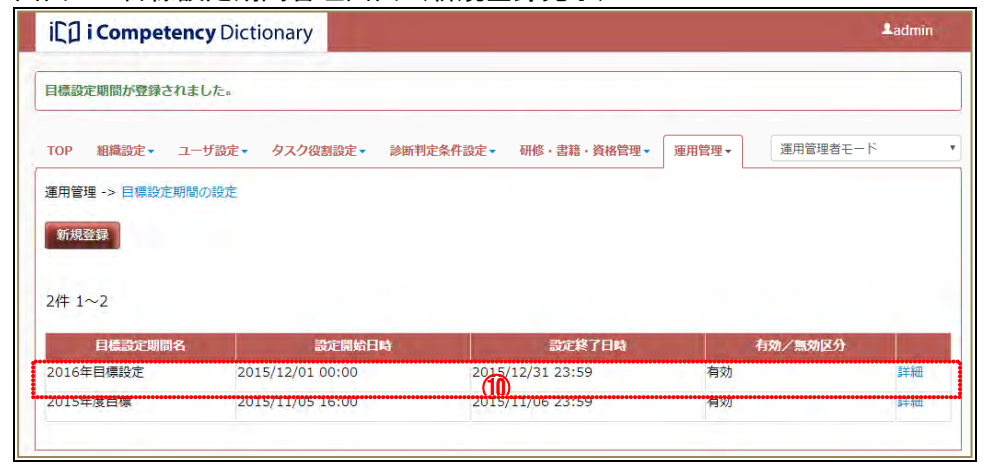 iCD i Competency Dictionary
admin
目標設定期間が登録されました。
TOP 組織設定 ユーザ設定 タスク役割設定 診断判定条件設定 研修・書籍・資格管理 運用管理 運用管理者モード
運用管理 -> 目標設定期間の設定
新規登録
2件 1～2
目標設定期間名 設定開始日時 設定終了日時 有効／無効区分
2016年目標設定 2015/12/01 00:00 2015/12/31 23:59 有効 詳細
⑩
2015年度目標 2015/11/05 16:00 2015/11/06 23:59 有効 詳細